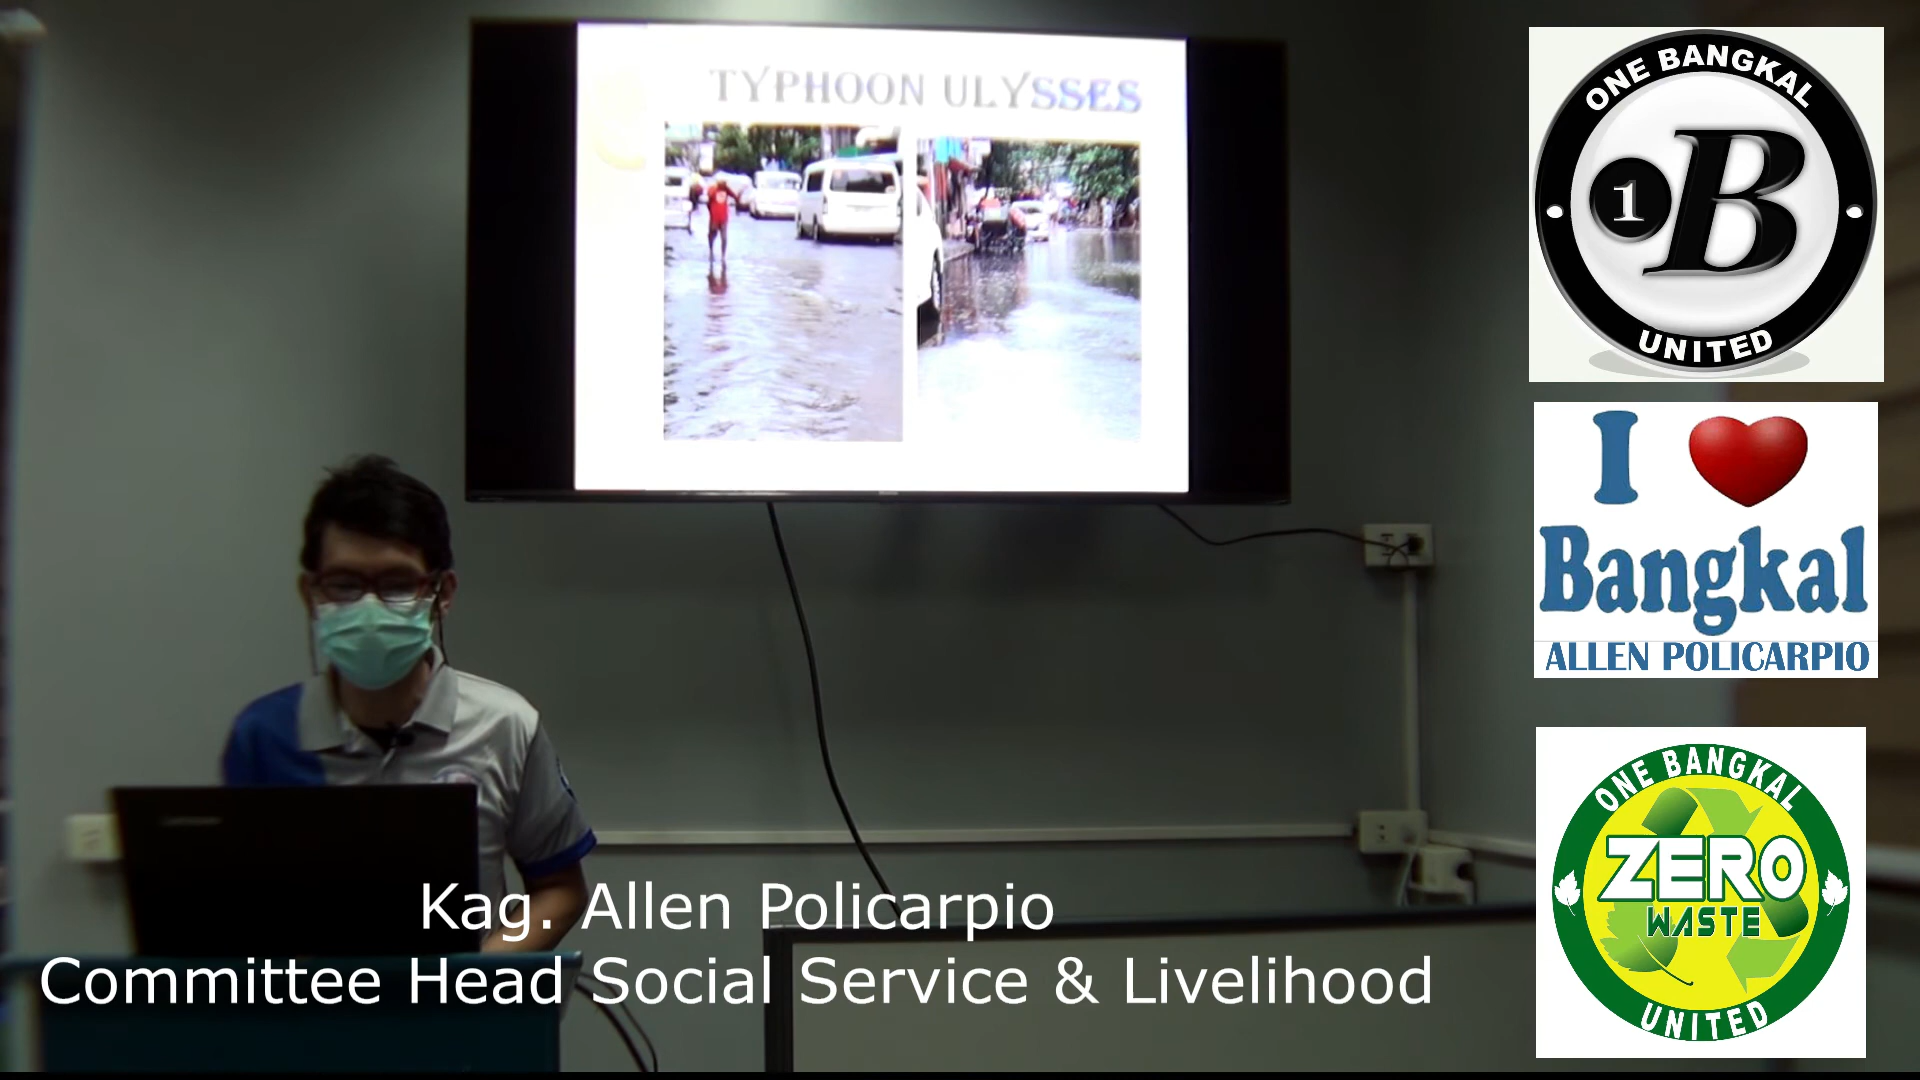 TYPHOON ULYSSES
ONE BANGKAL
1B
UNITED
I
Bangkal
ALLEN POLICARPIO
ONE BANGKAL
ZERO
WASTE
UNITED
Kag. Allen Policarpio
Committee Head Social Service & Livelihood